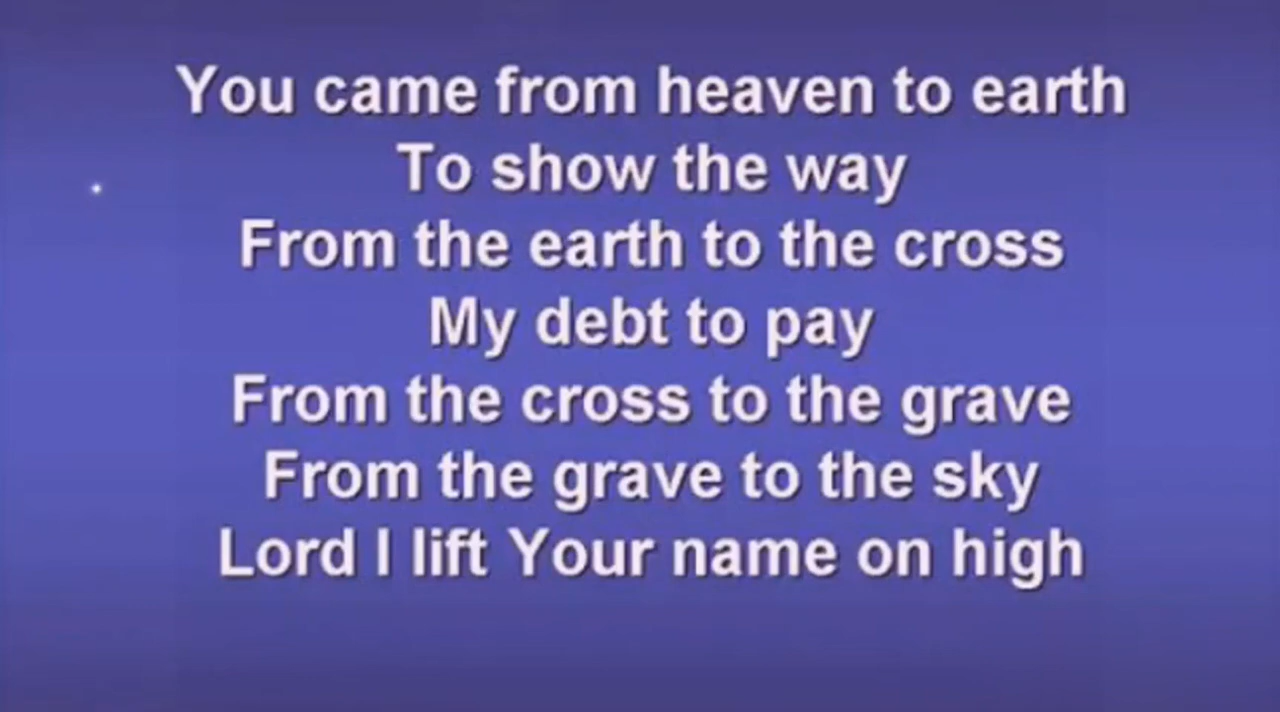 You came from heaven to earth
To show the way
From the earth to the cross
My debt to pay
From the cross to the grave
From the grave to the sky
Lord I lift Your name on high